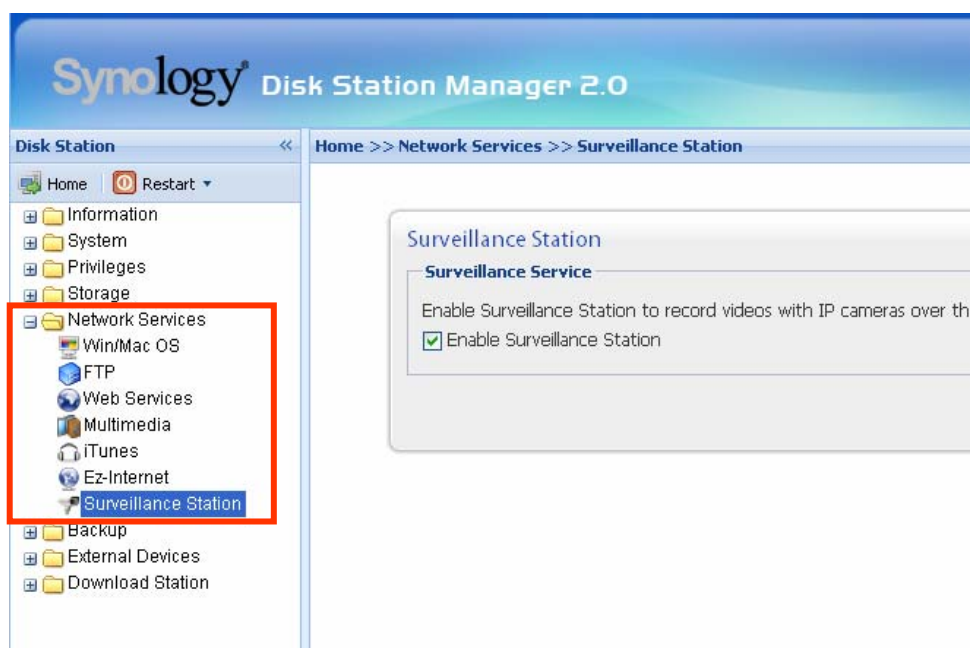 Synology Disk Station Manager 2.0
Disk Station «
Home Restart
Information
System
Privileges
Storage
Network Services
Win/Mac OS
FTP
Web Services
Multimedia
iTunes
Ez-Internet
Surveillance Station
Backup
External Devices
Download Station
Home >> Network Services >> Surveillance Station
Surveillance Station
Surveillance Service
Enable Surveillance Station to record videos with IP cameras over th
Enable Surveillance Station